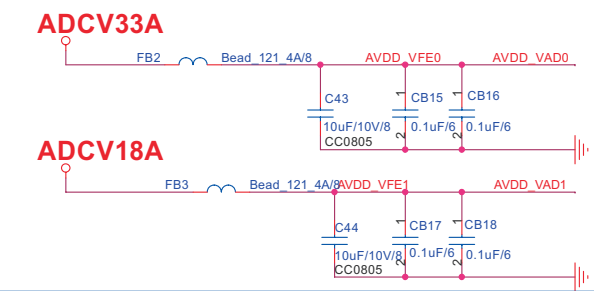 ADCV33A
FB2 Bead_121_4A/8 AVDD_VFE0 AVDD_VAD0
C43 1 CB15 1 CB16
10uF/10V/8 2 0.1uF/6 2 0.1uF/6
CC0805
ADCV18A
FB3 Bead_121_4A/8 AVDD_VFE1 AVDD_VAD1
C44 1 CB17 1 CB18
10uF/10V/8 2 0.1uF/6 2 0.1uF/6
CC0805